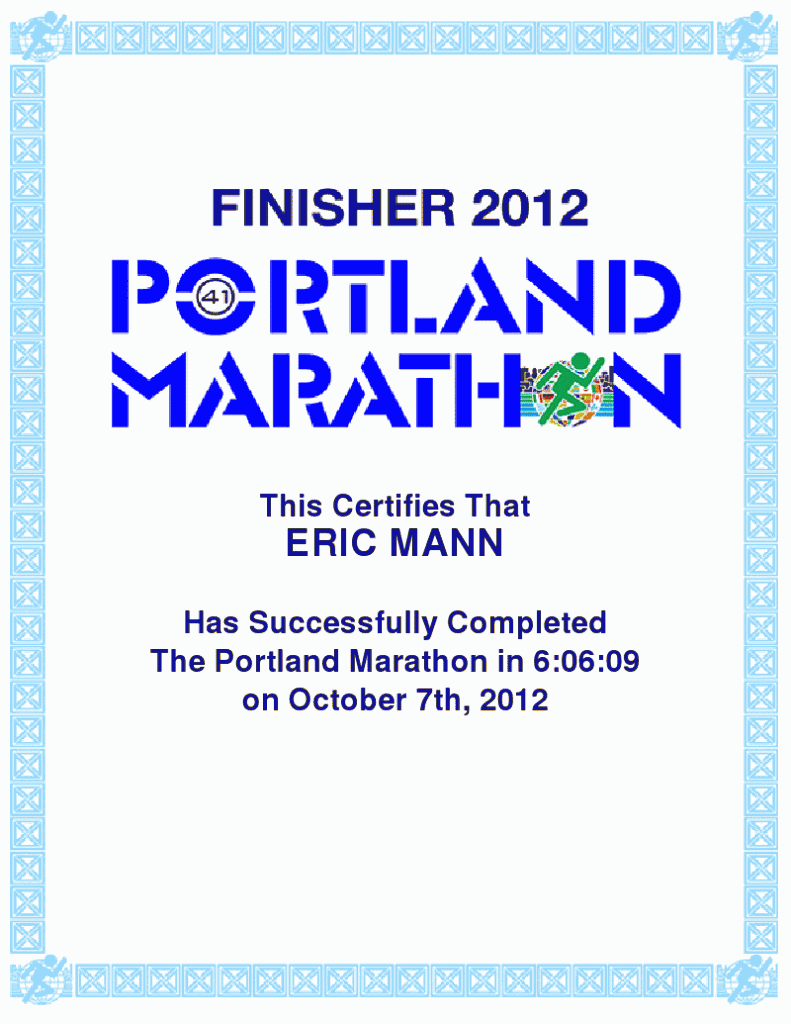 FINISHER 2012
PORTLAND
41
MARATHON
This Certifies That
ERIC MANN
Has Successfully Completed
The Portland Marathon in 6:06:09
on October 7th, 2012